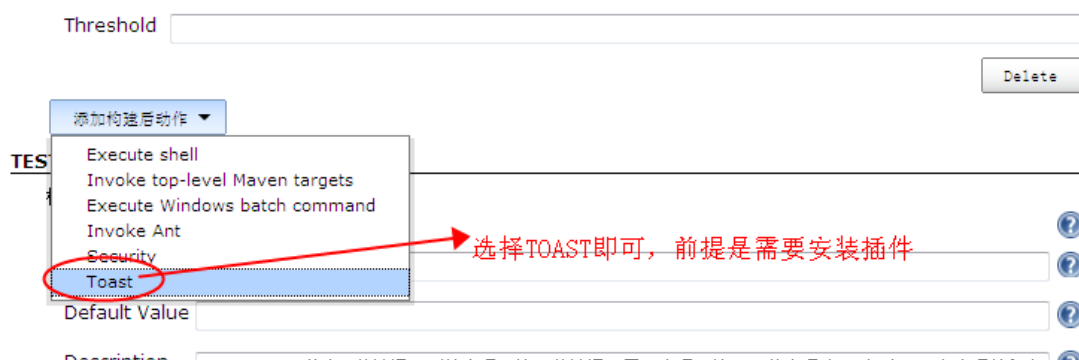 Threshold
Delete
添加构建后动作
TES
Execute shell
Invoke top-level Maven targets
Execute Windows batch command
Invoke Ant
Security
Toast
选择TOAST即可，前提是需要安装插件
Default Value
Description